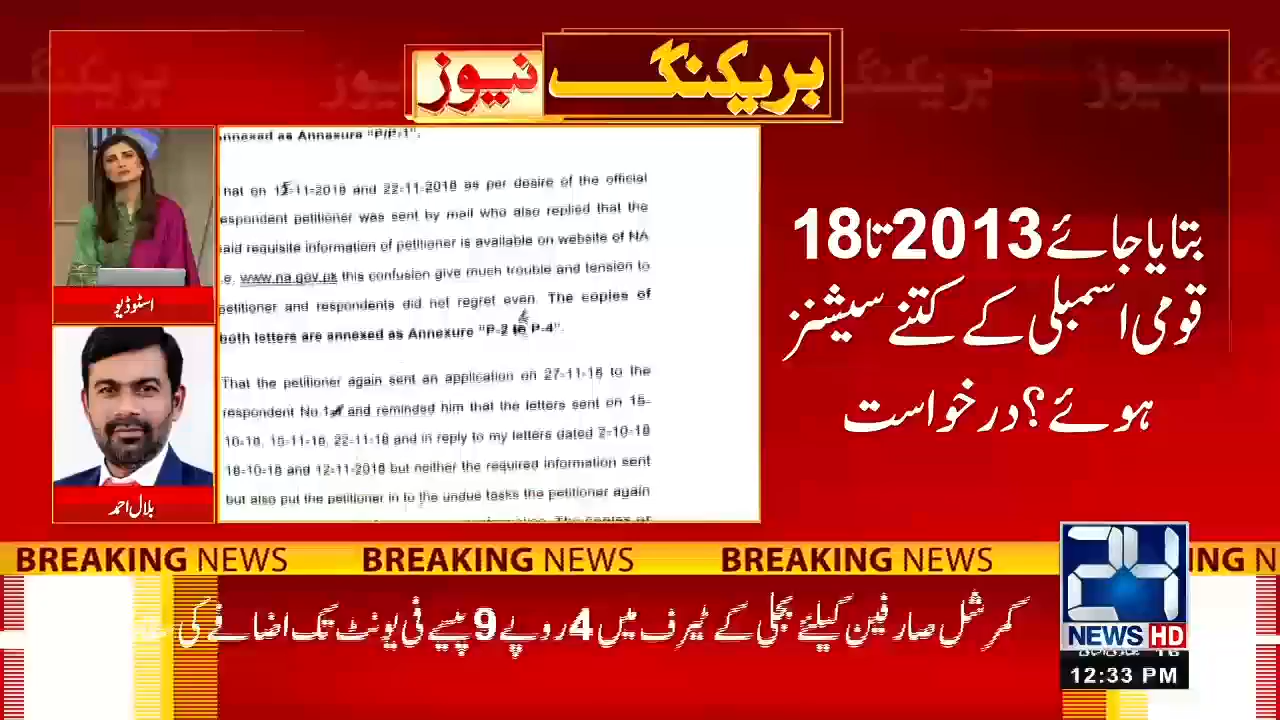 بریکنگ نیوز
annexed as Annexure "P/P-1".
hat on 15-11-2018 and 22-11-2018 as per desire of the official
espondent petitioner was sent by mail who also replied that the
aid requisite information of petitioner is available on website of NA
.e. www.na.gov.pk this confusion give much trouble and tension to
petitioner and respondents did not regret even. The copies of
both letters are annexed as Annexure "P-2 to P-4".
That the petitioner again sent an application on 27-11-18 to the
respondent No.1 and reminded him that the letters sent on 15-
10-18, 15-11-18, 22-11-18 and in reply to my letters dated 2-10-18
18-10-18 and 12-11-2018 but neither the required information sent
but also put the petitioner in to the undue tasks the petitioner again
The copies of
اسٹوڈیو
بلال احمد
بتایا جائے 2013 تا 18
قومی اسمبلی کے کتنے سیشنز
ہوئے؟ درخواست
BREAKING NEWS BREAKING NEWS BREAKING NEWS ING N
کمرشل صارفین کیلئے بجلی کے ٹیرف میں 4 روپے 9 پیسے فی یونٹ تک اضافے کی
24
NEWS HD
12:33 PM